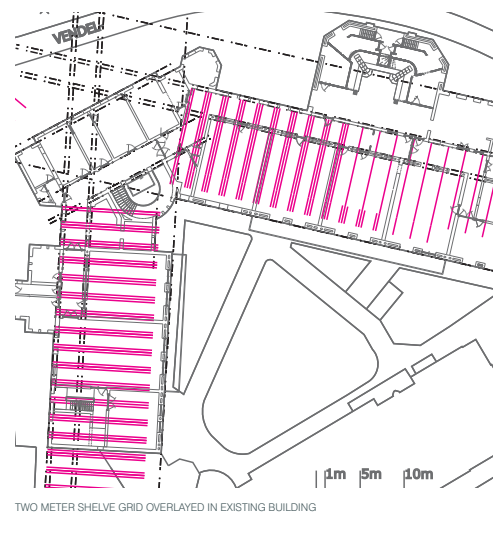 VENDEL
1m 5m 10m
TWO METER SHELVE GRID OVERLAYED IN EXISTING BUILDING